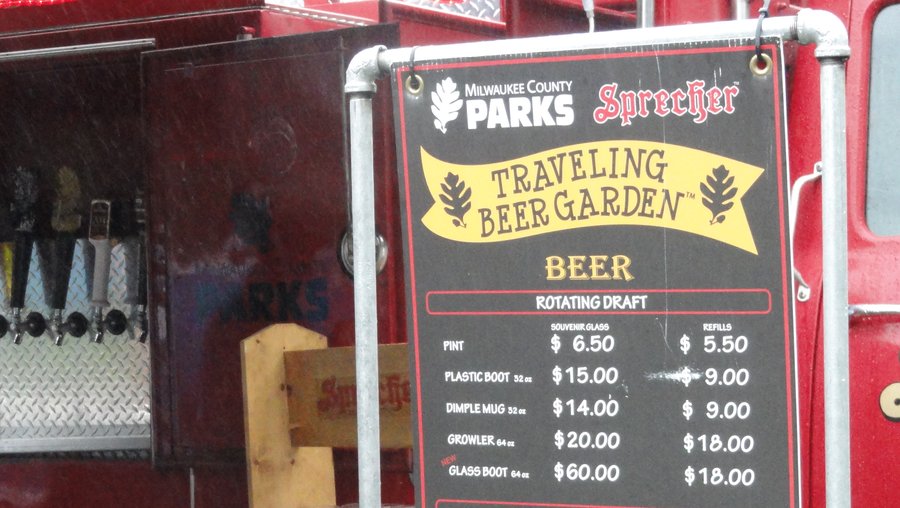 MILWAUKEE COUNTY
PARKS
Sprecher™
TRAVELING
BEER GARDEN™
BEER
ROTATING DRAFT
SOUVENIR GLASS REFILLS
PINT $ 6.50 $ 5.50
PLASTIC BOOT 32 oz $15.00 $ 9.00
DIMPLE MUG 32 oz $14.00 $ 9.00
GROWLER 64 oz $20.00 $18.00
NEW
GLASS BOOT 64 oz $60.00 $18.00
PARKS
Sprecher